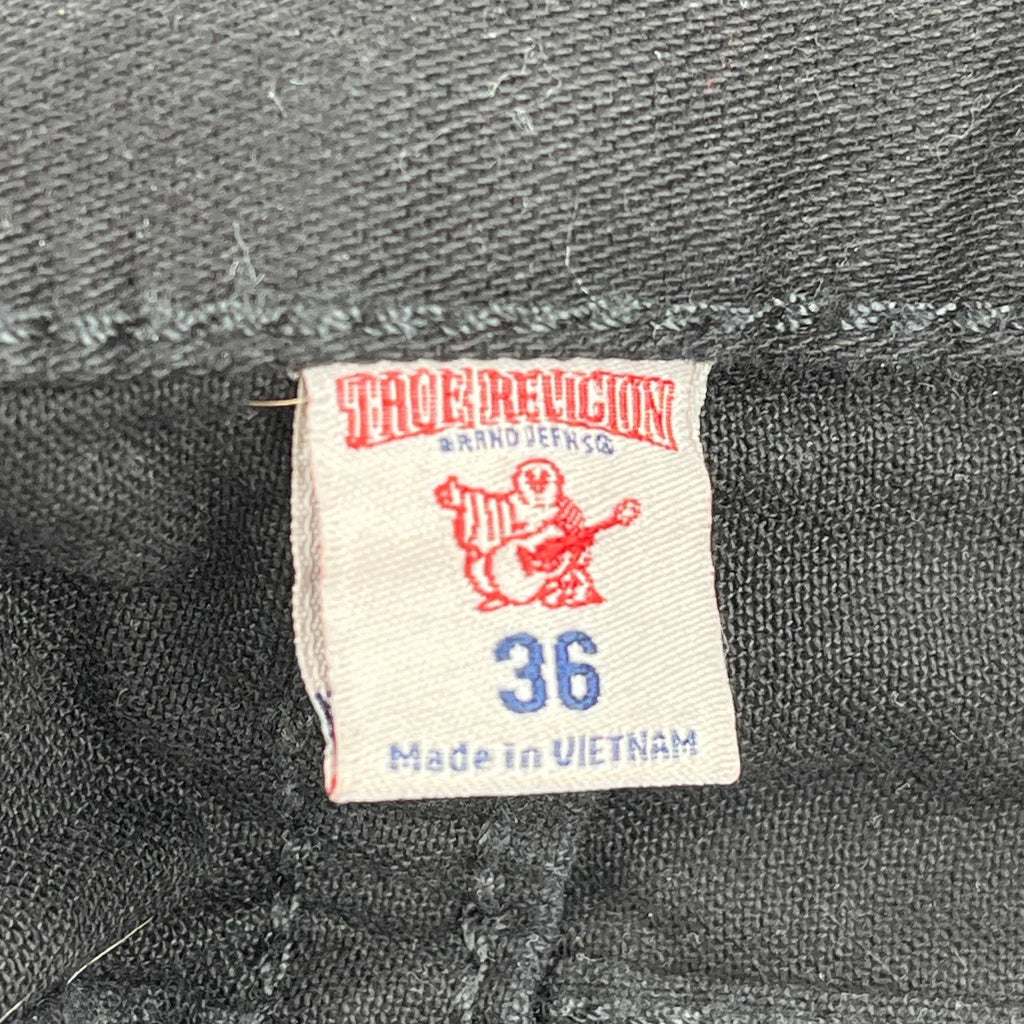 TRUE RELIGION
BRAND JEANS
36
Made in VIETNAM